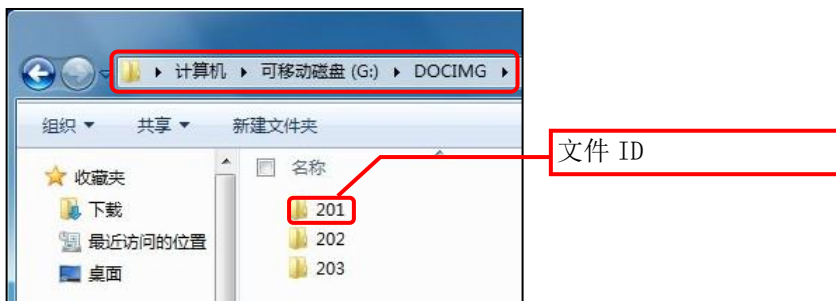 计算机 ▸ 可移动磁盘 (G:) ▸ DOCIMG ▸
组织 ▾ 共享 ▾ 新建文件夹
文件 ID
收藏夹
名称
下载
201
最近访问的位置
202
桌面
203